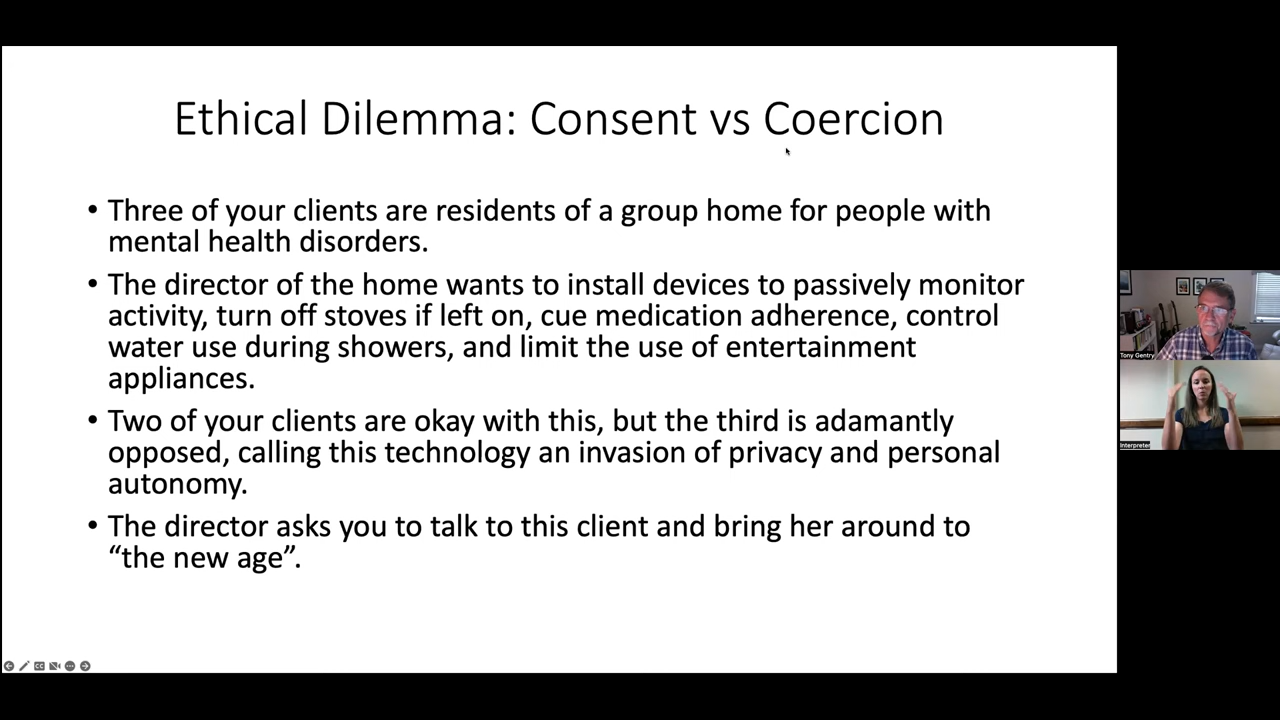 Ethical Dilemma: Consent vs Coercion
• Three of your clients are residents of a group home for people with
mental health disorders.
• The director of the home wants to install devices to passively monitor
activity, turn off stoves if left on, cue medication adherence, control
water use during showers, and limit the use of entertainment
appliances.
• Two of your clients are okay with this, but the third is adamantly
opposed, calling this technology an invasion of privacy and personal
autonomy.
• The director asks you to talk to this client and bring her around to
“the new age”.
Tony Gentry
Interpreter